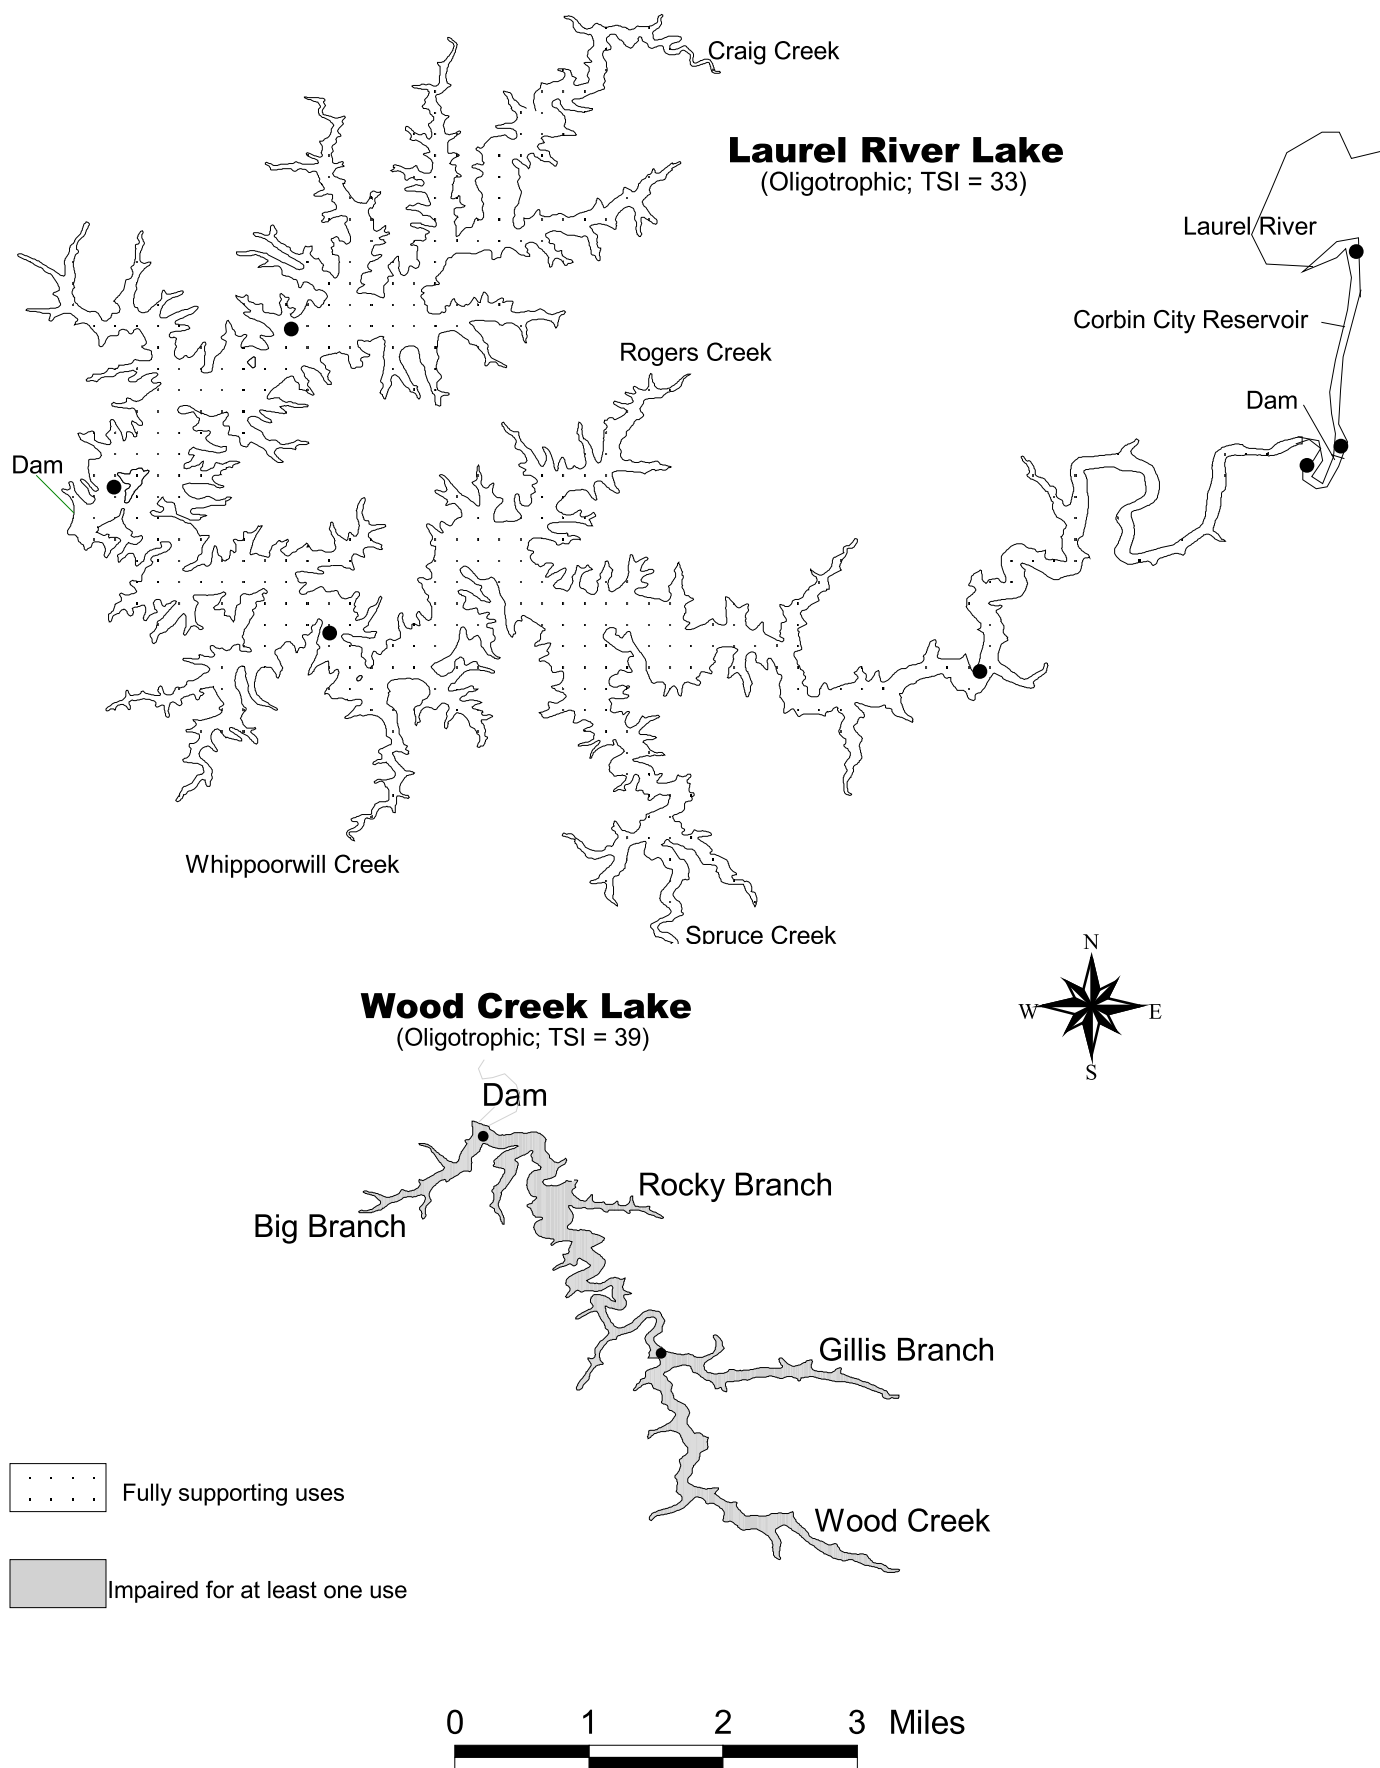 Craig Creek
Laurel River Lake
(Oligotrophic; TSI = 33)
Laurel River
Corbin City Reservoir
Rogers Creek
Dam
Dam
Whippoorwill Creek
Spruce Creek
N
W
E
S
Wood Creek Lake
(Oligotrophic; TSI = 39)
Dam
Rocky Branch
Big Branch
Gillis Branch
Fully supporting uses
Wood Creek
Impaired for at least one use
0 1 2 3 Miles